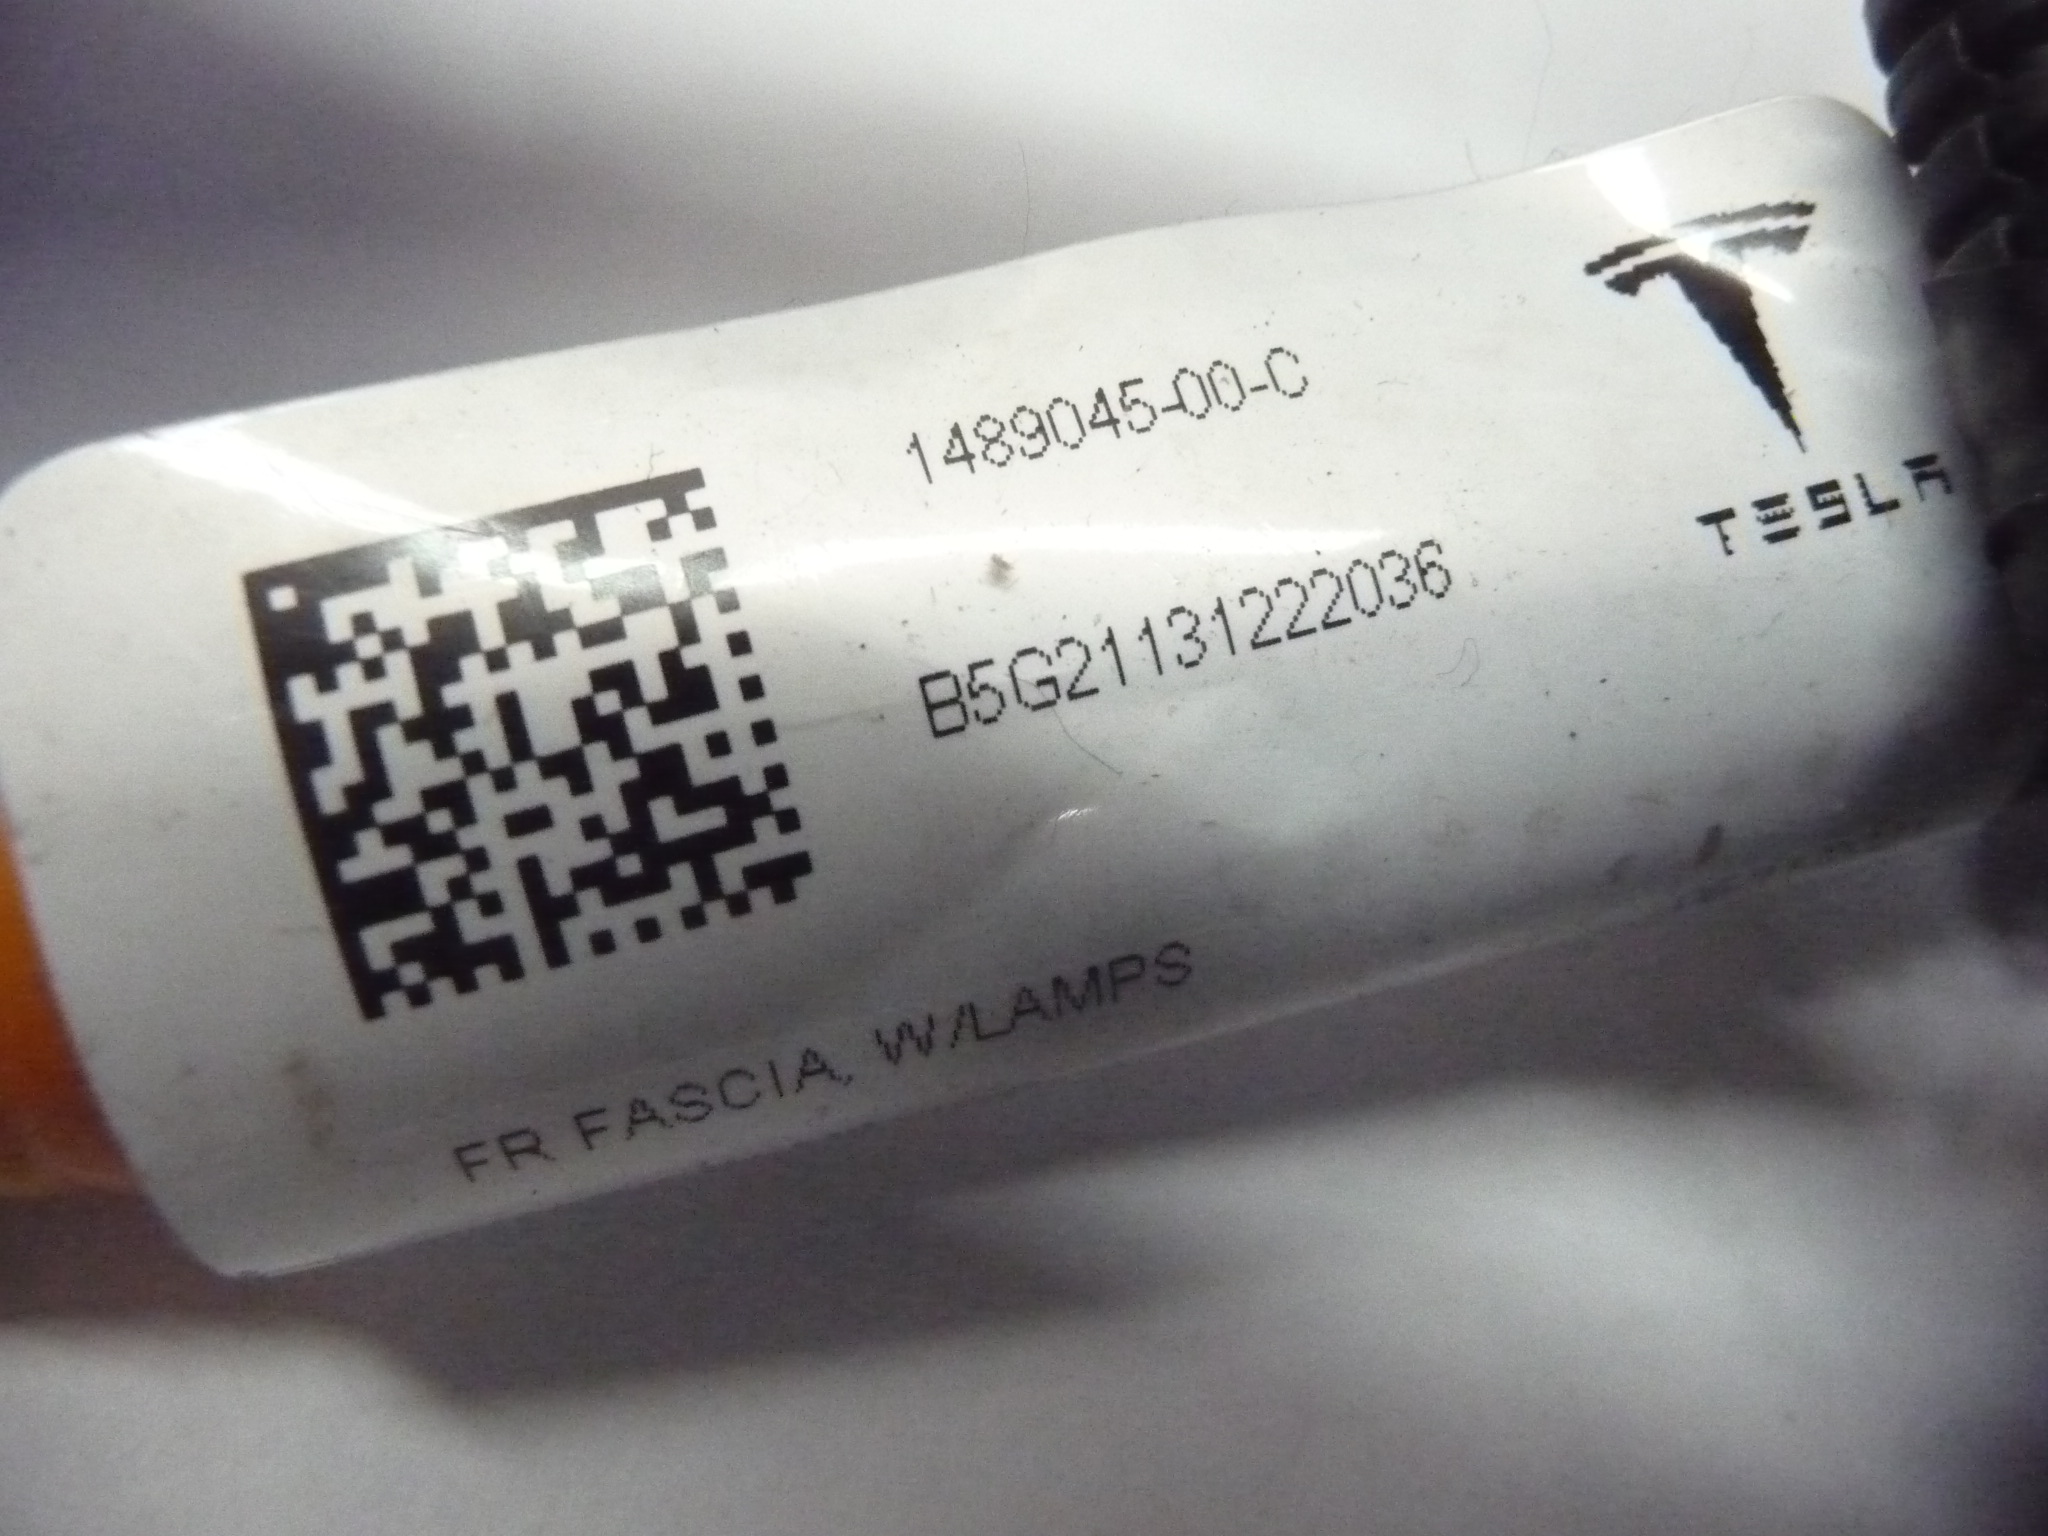 1489045-00-C
TESLA
B5G21131222036
FR FASCIA, W/LAMPS